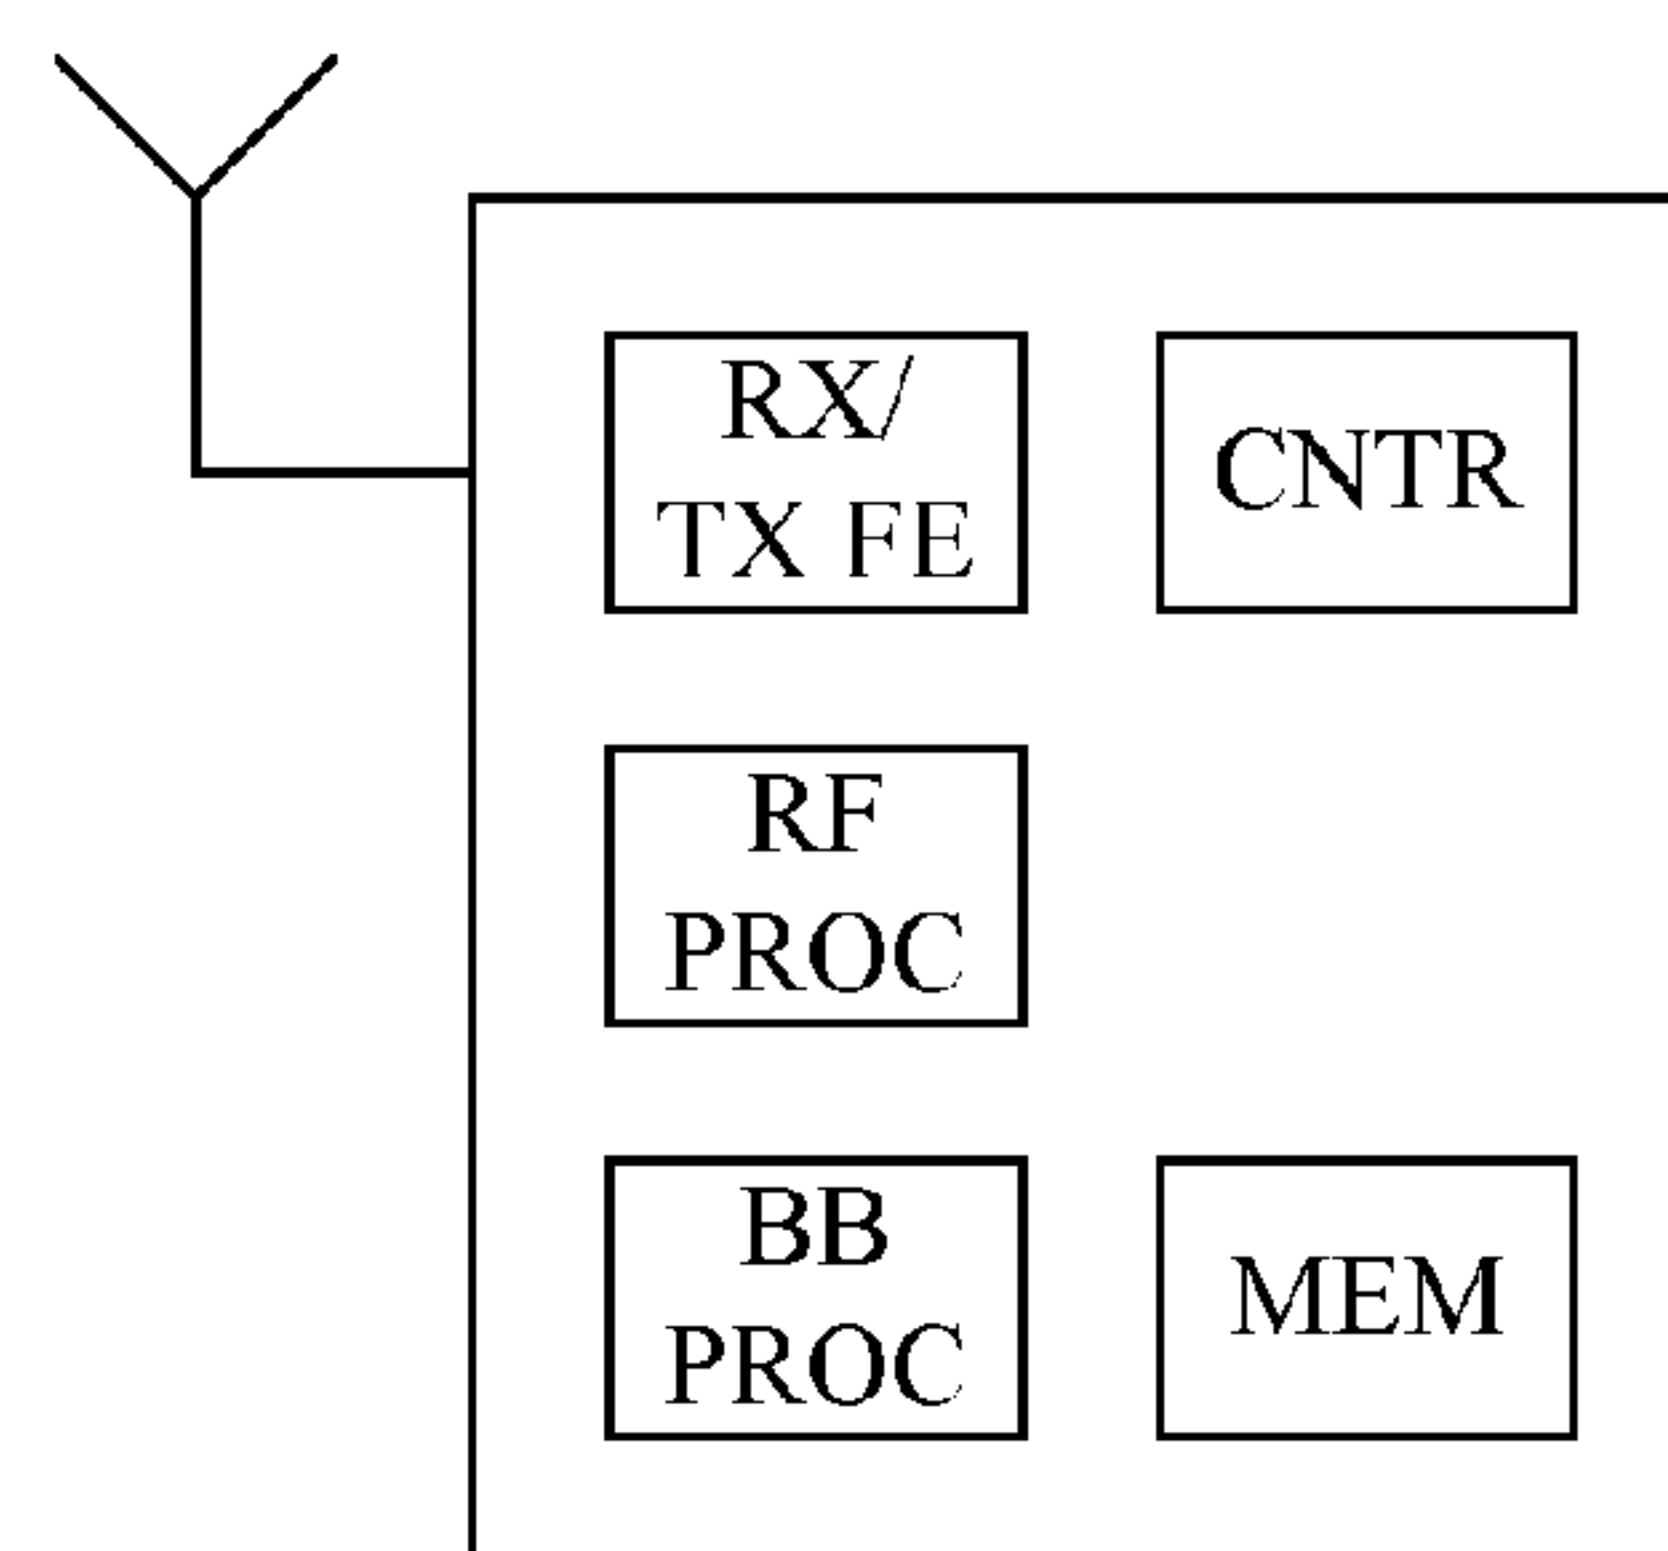 RX/
TX FE
CNTR
RF
PROC
BB
PROC
MEM